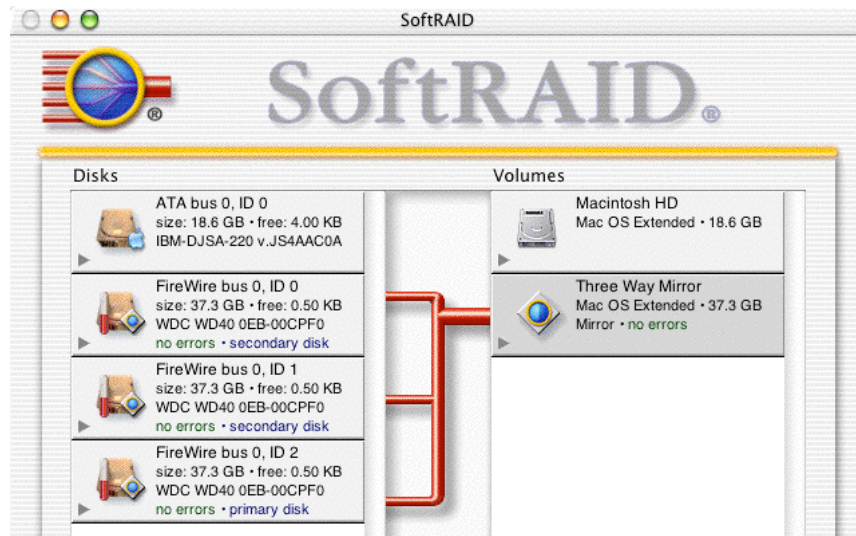 SoftRAID
®
SoftRAID®
Disks
ATA bus 0, ID 0
size: 18.6 GB • free: 4.00 KB
IBM-DJSA-220 v.JS4AAC0A
FireWire bus 0, ID 0
size: 37.3 GB • free: 0.50 KB
WDC WD40 0EB-00CPF0
no errors • secondary disk
FireWire bus 0, ID 1
size: 37.3 GB • free: 0.50 KB
WDC WD40 0EB-00CPF0
no errors • secondary disk
FireWire bus 0, ID 2
size: 37.3 GB • free: 0.50 KB
WDC WD40 0EB-00CPF0
no errors • primary disk
Volumes
Macintosh HD
Mac OS Extended • 18.6 GB
Three Way Mirror
Mac OS Extended • 37.3 GB
Mirror • no errors